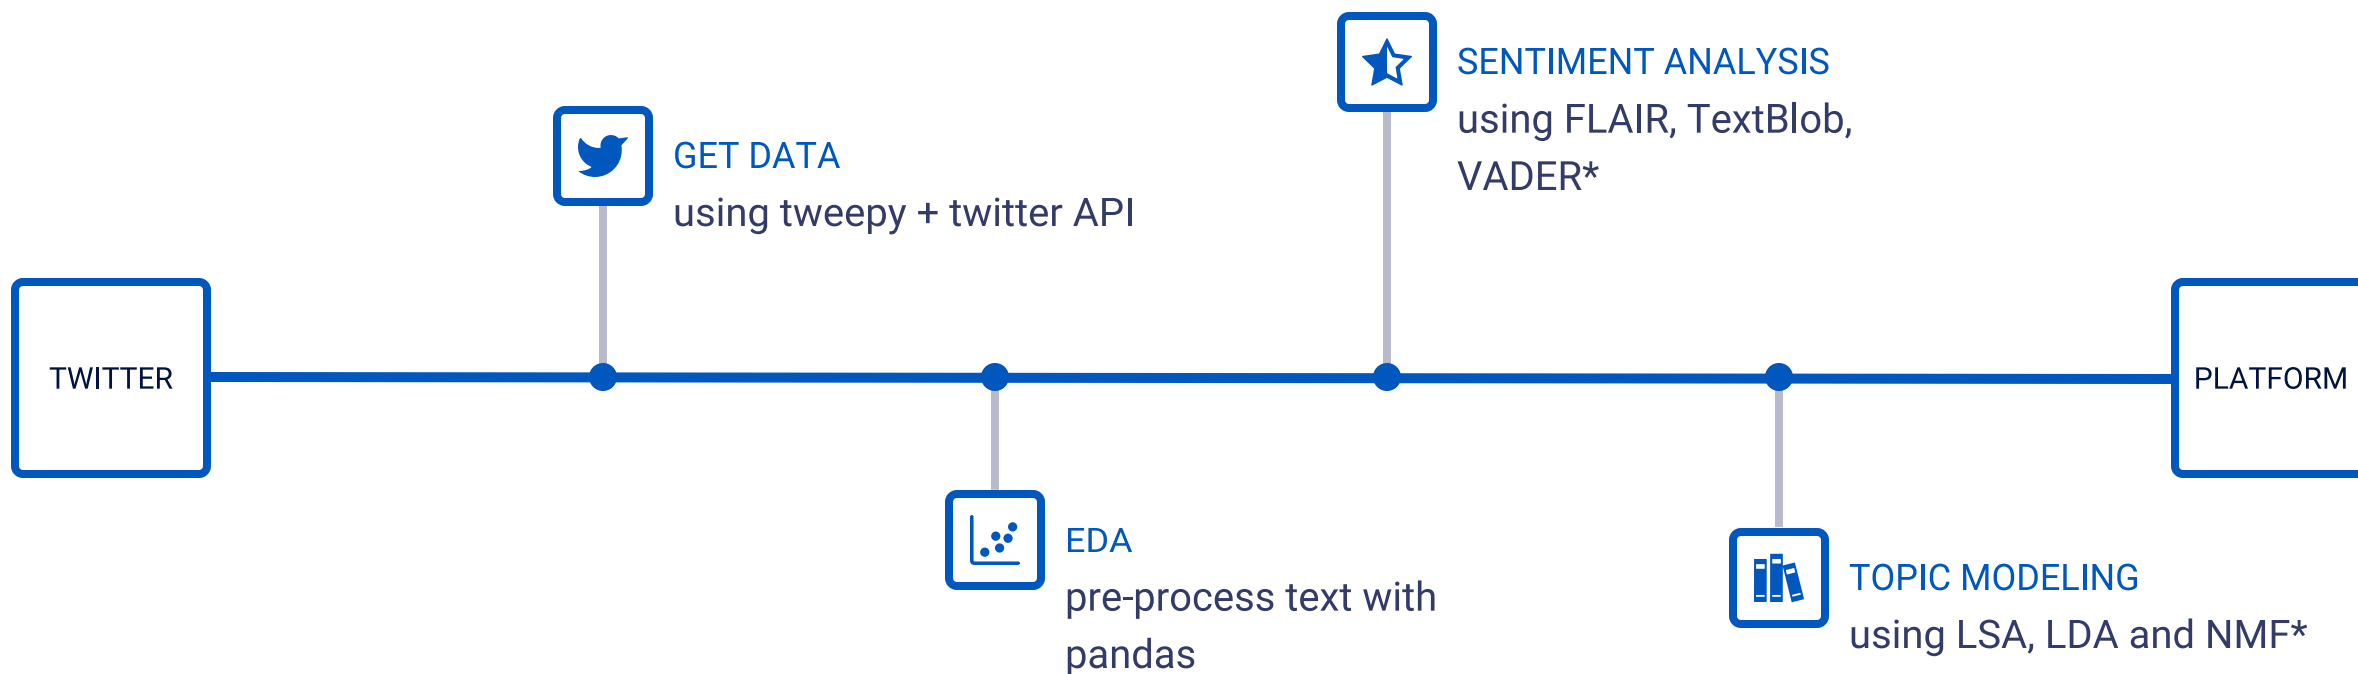 TWITTER
GET DATA
using tweepy + twitter API
EDA
pre-process text with
pandas
SENTIMENT ANALYSIS
using FLAIR, TextBlob,
VADER*
TOPIC MODELING
using LSA, LDA and NMF*
PLATFORM